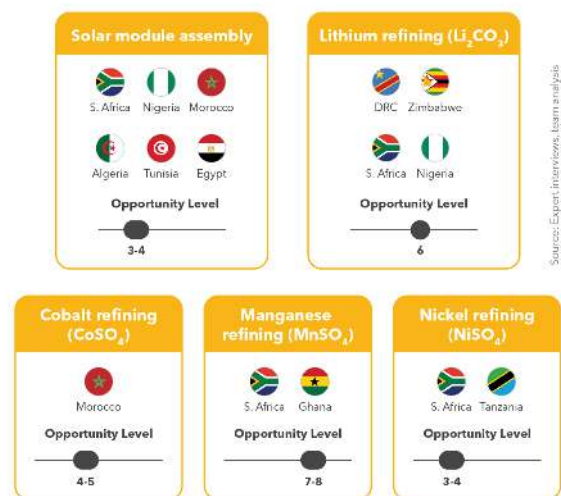 Solar module assembly
S. Africa Nigeria Morocco
Algeria Tunisia Egypt
Opportunity Level
3-4
Lithium refining (Li₂CO₃)
DRC Zimbabwe
S. Africa Nigeria
Opportunity Level
6
Source: Expert interviews, team analysis
Cobalt refining
(CoSO₄)
Morocco
Opportunity Level
4-5
Manganese
refining (MnSO₄)
S. Africa Ghana
Opportunity Level
7-8
Nickel refining
(NiSO₄)
S. Africa Tanzania
Opportunity Level
3-4